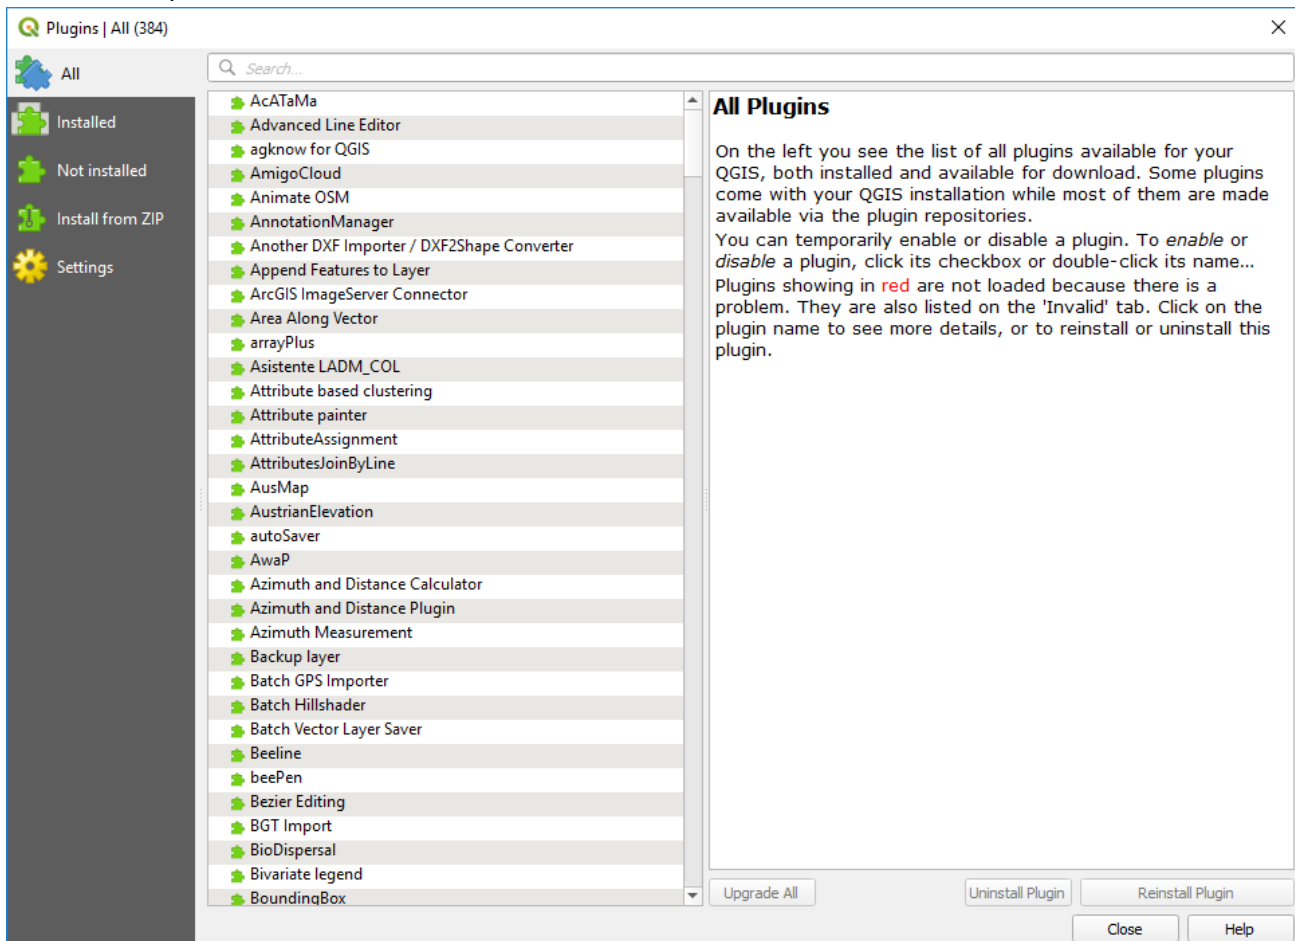 Plugins | All (384)
All
Installed
Not installed
Install from ZIP
Settings
Search...
AcATaMa
Advanced Line Editor
agknow for QGIS
AmigoCloud
Animate OSM
AnnotationManager
Another DXF Importer / DXF2Shape Converter
Append Features to Layer
ArcGIS ImageServer Connector
Area Along Vector
arrayPlus
Asistente LADM_COL
Attribute based clustering
Attribute painter
AttributeAssignment
AttributesJoinByLine
AusMap
AustrianElevation
autoSaver
AwaP
Azimuth and Distance Calculator
Azimuth and Distance Plugin
Azimuth Measurement
Backup layer
Batch GPS Importer
Batch Hillshader
Batch Vector Layer Saver
Beeline
beePen
Bezier Editing
BGT Import
BioDispersal
Bivariate legend
BoundingBox
All Plugins
On the left you see the list of all plugins available for your
QGIS, both installed and available for download. Some plugins
come with your QGIS installation while most of them are made
available via the plugin repositories.
You can temporarily enable or disable a plugin. To enable or
disable a plugin, click its checkbox or double-click its name...
Plugins showing in red are not loaded because there is a
problem. They are also listed on the 'Invalid' tab. Click on the
plugin name to see more details, or to reinstall or uninstall this
plugin.
Upgrade All
Uninstall Plugin
Reinstall Plugin
Close
Help